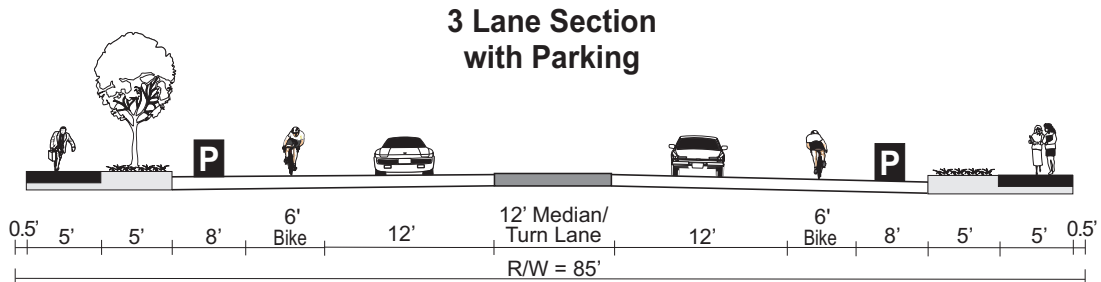 3 Lane Section
with Parking
P
P
0.5’
5’
5’
8’
6'
Bike
12’
12’ Median/
Turn Lane
12’
6'
Bike
8’
5’
5’
0.5’
R/W = 85’